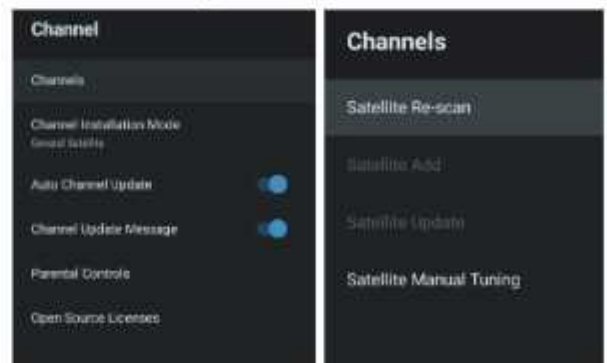 Channel
Channels
Channel Installation Mode
General Satellite
Auto Channel Update
Channel Update Message
Parental Controls
Open Source Licenses
Channels
Satellite Re-scan
Satellite Add
Satellite Update
Satellite Manual Tuning